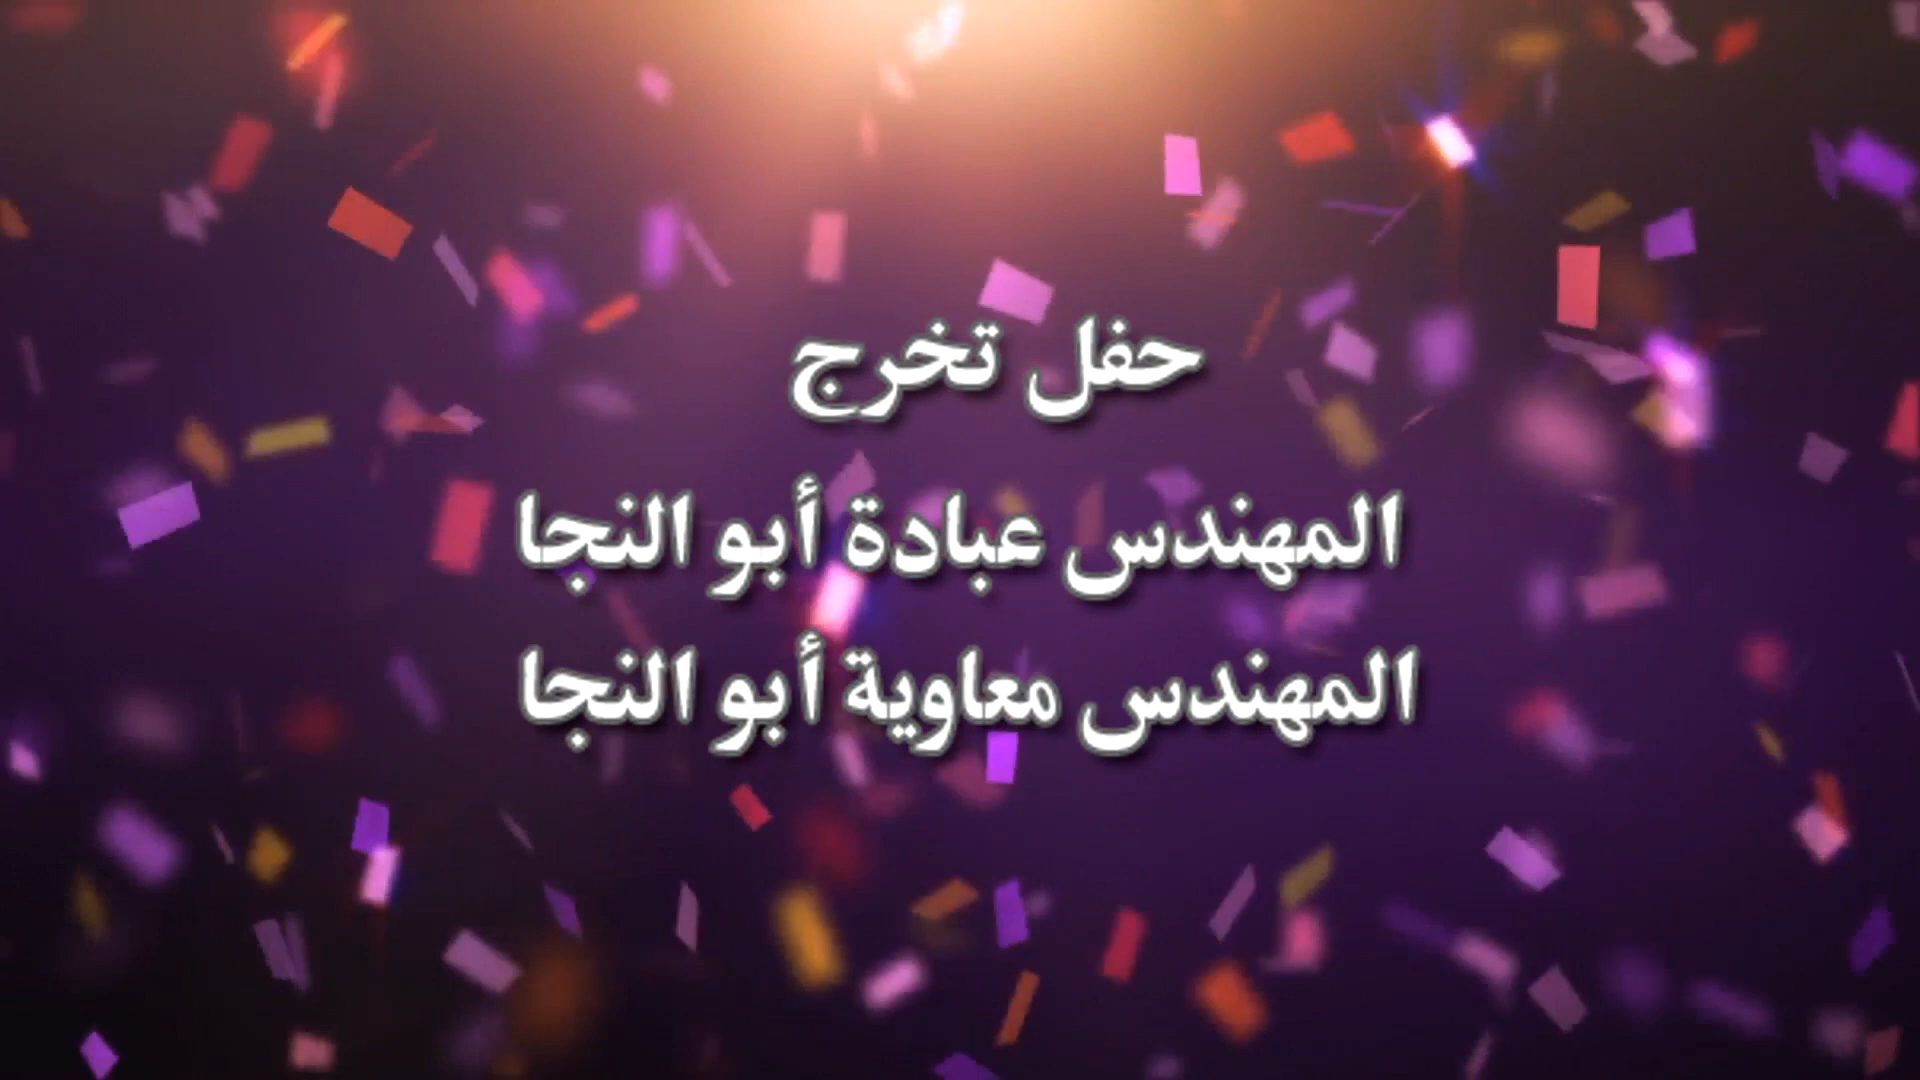 حفل تخرج
المهندس عبادة أبو النجا
المهندس معاوية أبو النجا